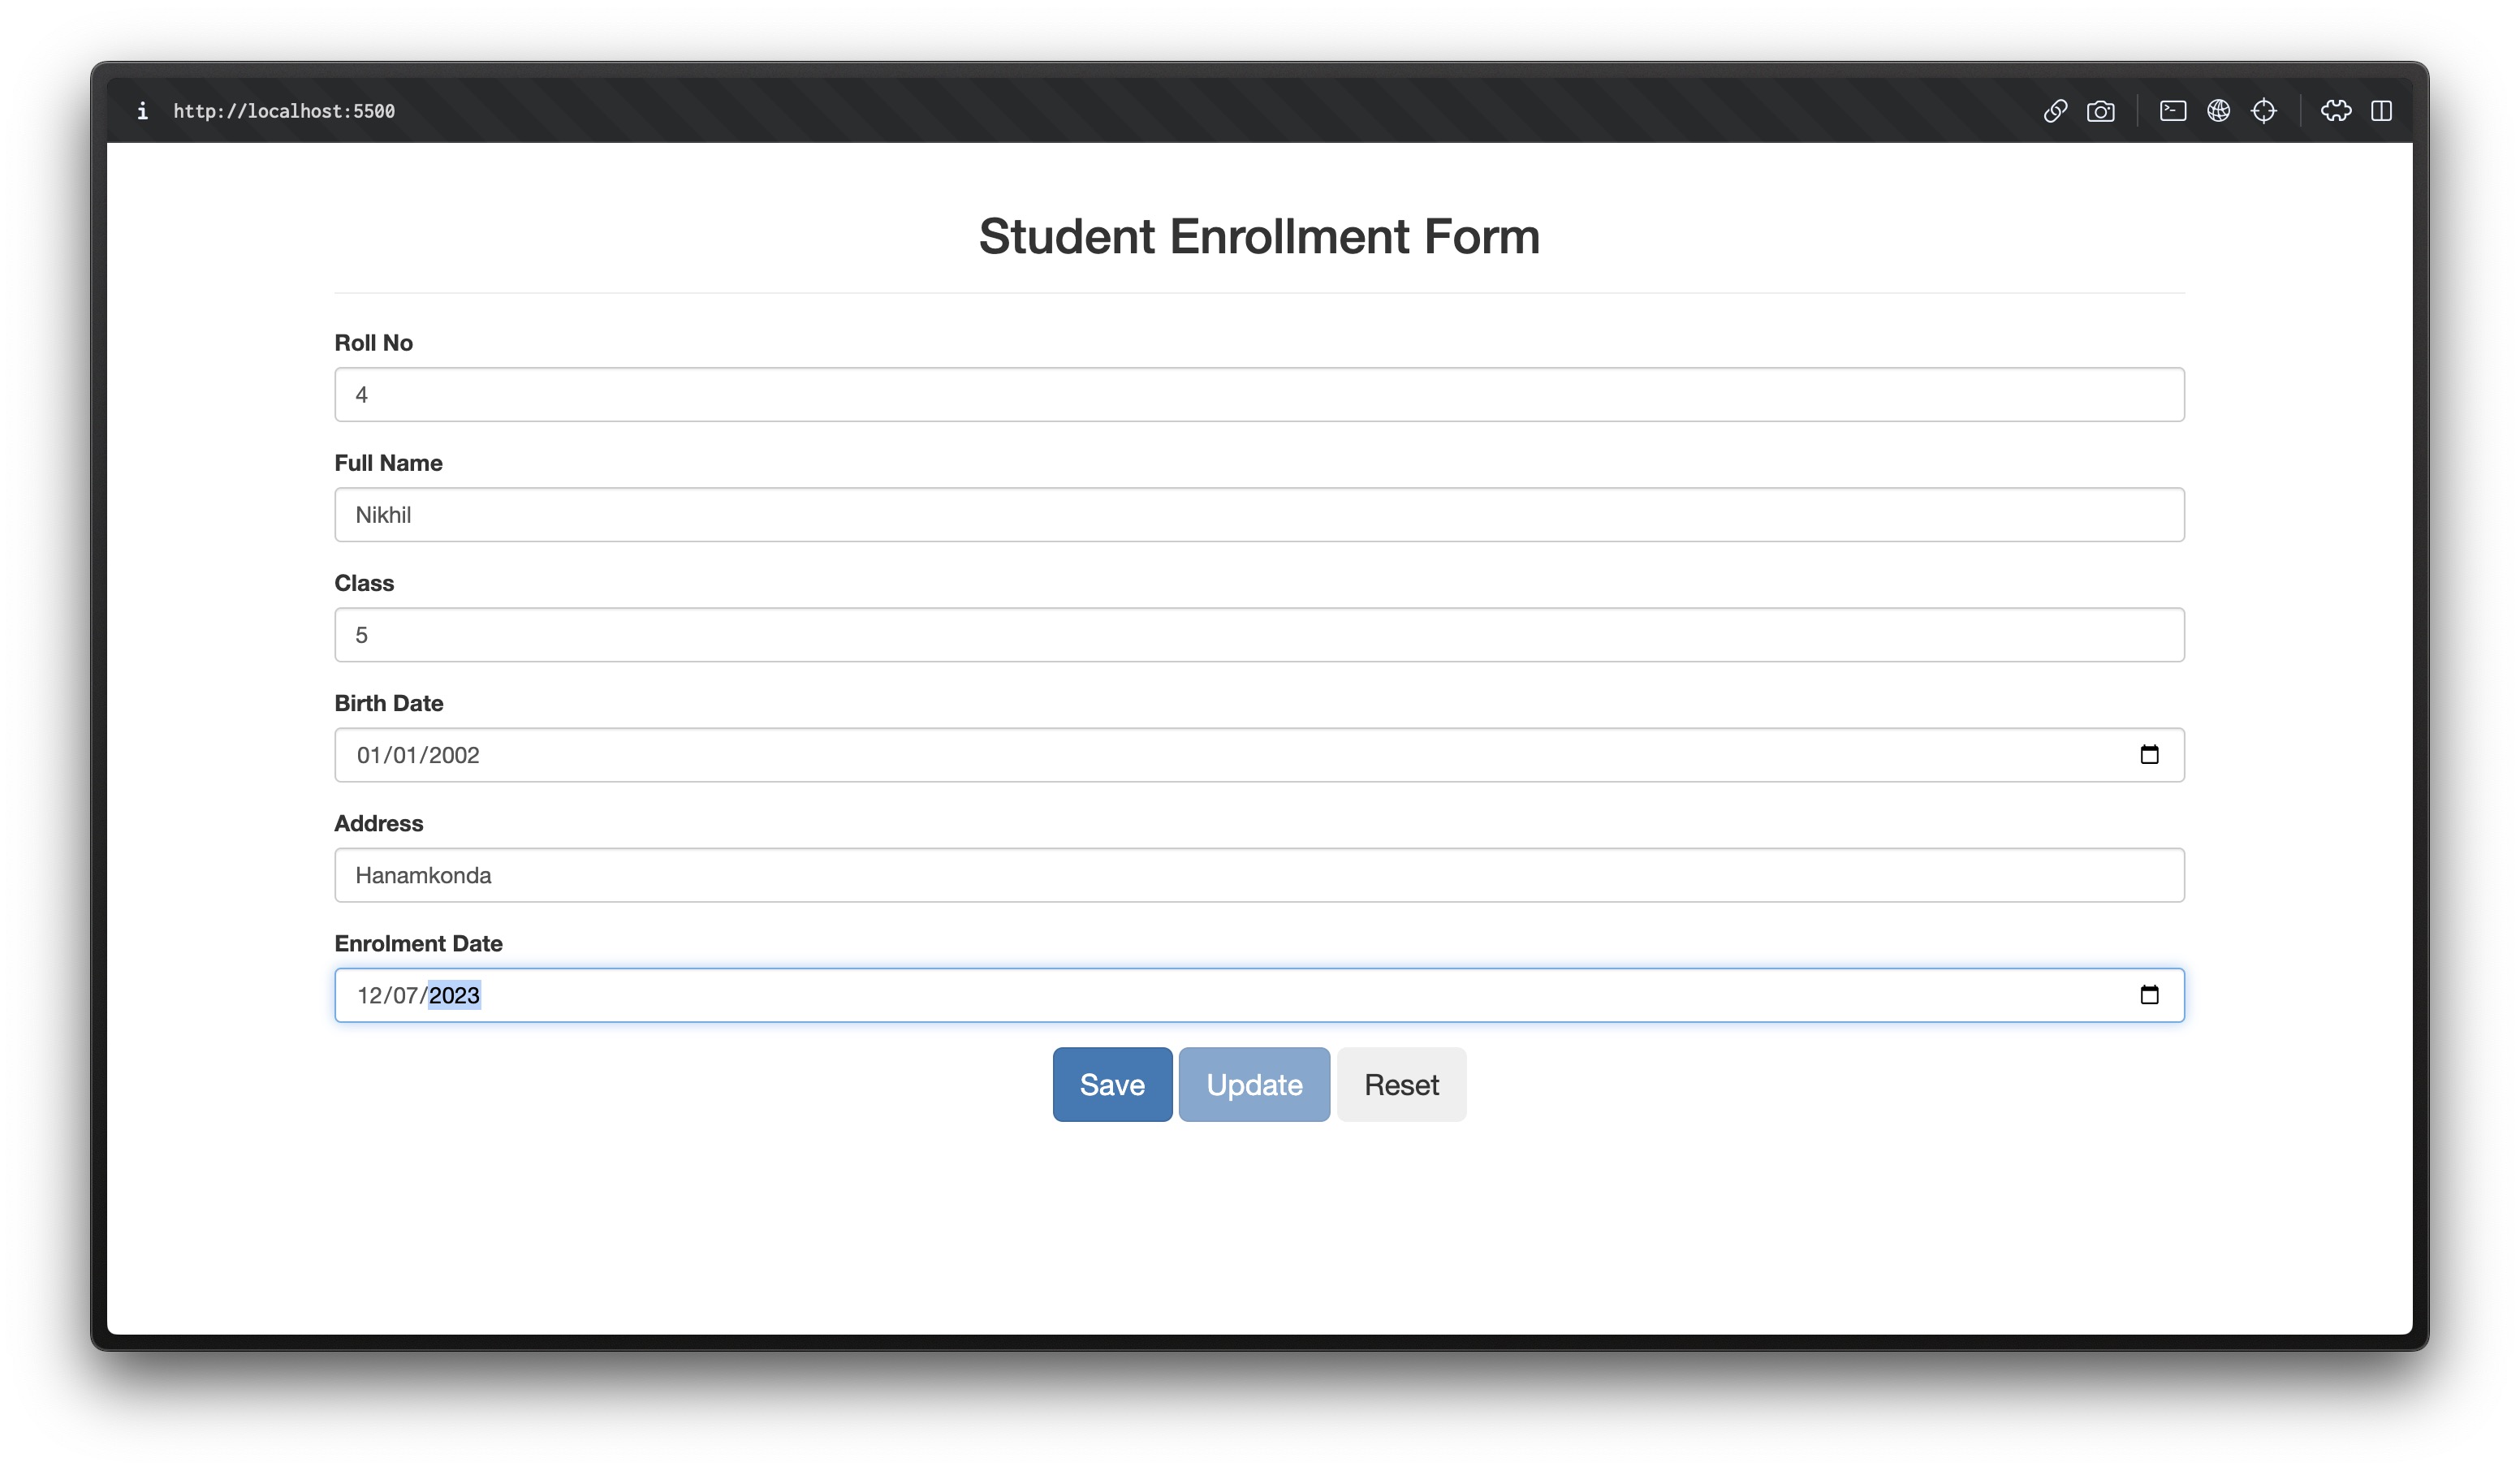 http://localhost:5500
Student Enrollment Form
Roll No
4
Full Name
Nikhil
Class
5
Birth Date
01/01/2002
Address
Hanamkonda
Enrolment Date
12/07/2023
Save Update Reset